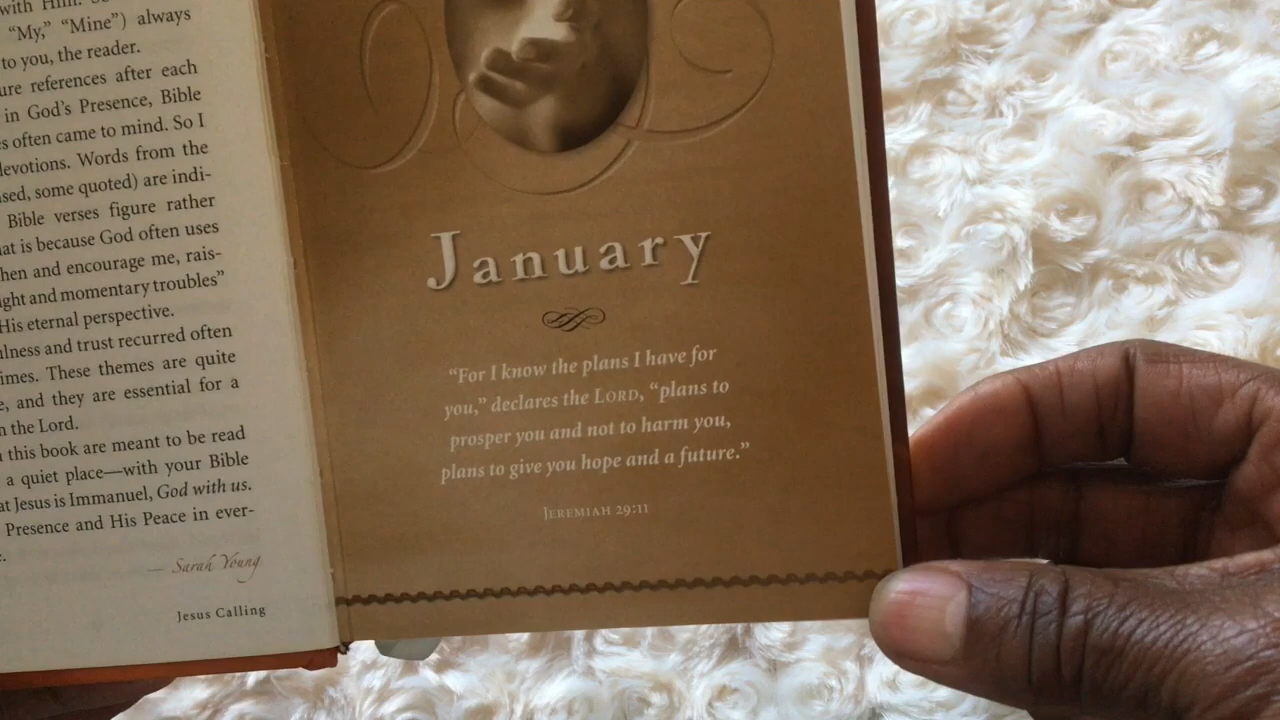 with Him. So
"My," "Mine") always
to you, the reader.
ure references after each
in God's Presence, Bible
s often came to mind. So I
devotions. Words from the
sed, some quoted) are indi-
Bible verses figure rather
at is because God often uses
hen and encourage me, rais-
ght and momentary troubles"
His eternal perspective.
ulness and trust recurred often
imes. These themes are quite
e, and they are essential for a
n the Lord.
this book are meant to be read
a quiet place—with your Bible
at Jesus is Immanuel, God with us.
Presence and His Peace in ever-
e.
— Sarah Young
Jesus Calling
January
"For I know the plans I have for
you," declares the LORD, "plans to
prosper you and not to harm you,
plans to give you hope and a future."
JEREMIAH 29:11